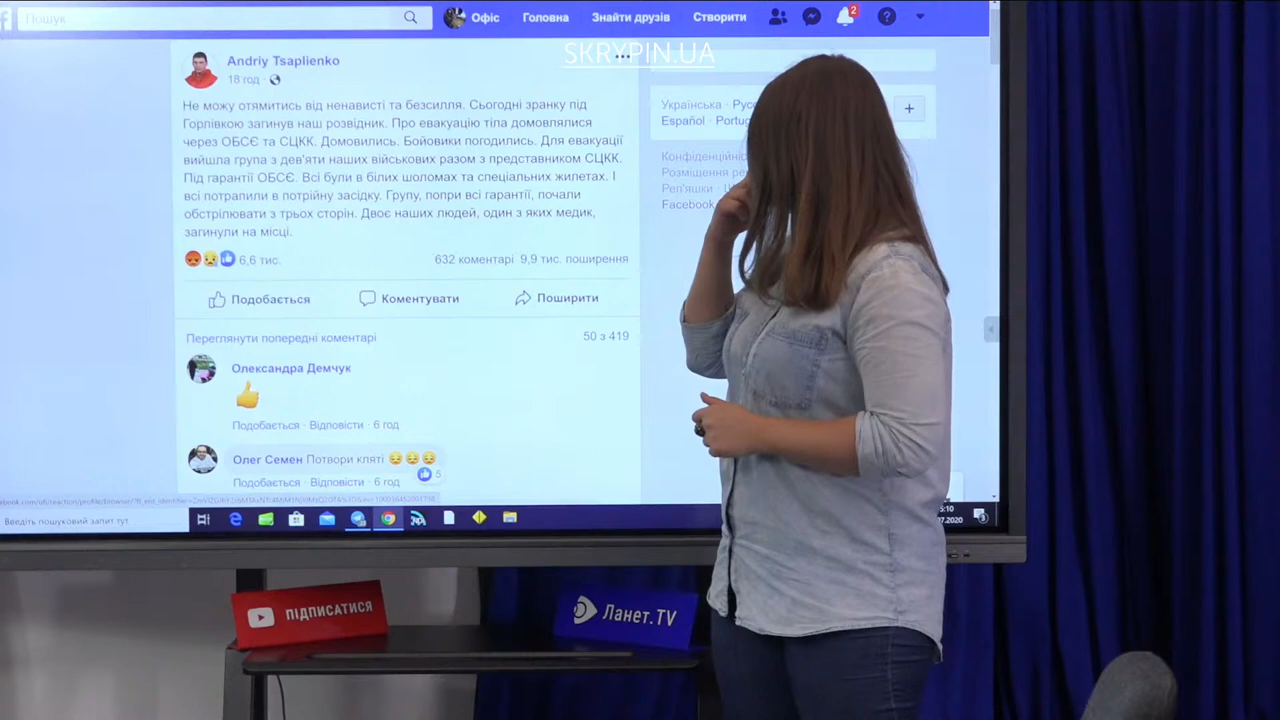 Пошук
Офіс
Головна
Знайти друзів
Створити
2
SKRYPIN.UA
Andriy Tsaplienko
18 год
Не можу отямитись від ненависті та безсилля. Сьогодні зранку під
Горлівкою загинув наш розвідник. Про евакуацію тіла домовлялися
через ОБСЄ та СЦКК. Домовились. Бойовики погодились. Для евакуації
вийшла група з дев'яти наших військових разом з представником СЦКК.
Під гарантії ОБСЄ. Всі були в білих шоломах та спеціальних жилетах. І
всі потрапили в потрійну засідку. Групу, попри всі гарантії, почали
обстрілювати з трьох сторін. Двоє наших людей, один з яких медик,
загинули на місці.
6,6 тис.
632 коментарі 9,9 тис. поширення
Подобається
Коментувати
Поширити
Переглянути попередні коментарі
50 з 419
Олександра Демчук
Подобається · Відповісти · 6 год
Олег Семен Потвори кляті
5
Подобається · Відповісти · 6 год
Українська ·
Español ·
Facebook
Введіть пошуковий запит тут
07.2020
3
ПІДПИСАТИСЯ
Ланет.TV